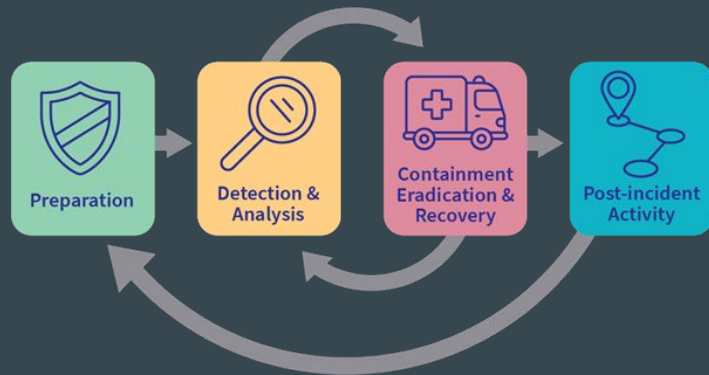 Preparation
Detection &
Analysis
Containment
Eradication &
Recovery
Post-incident
Activity